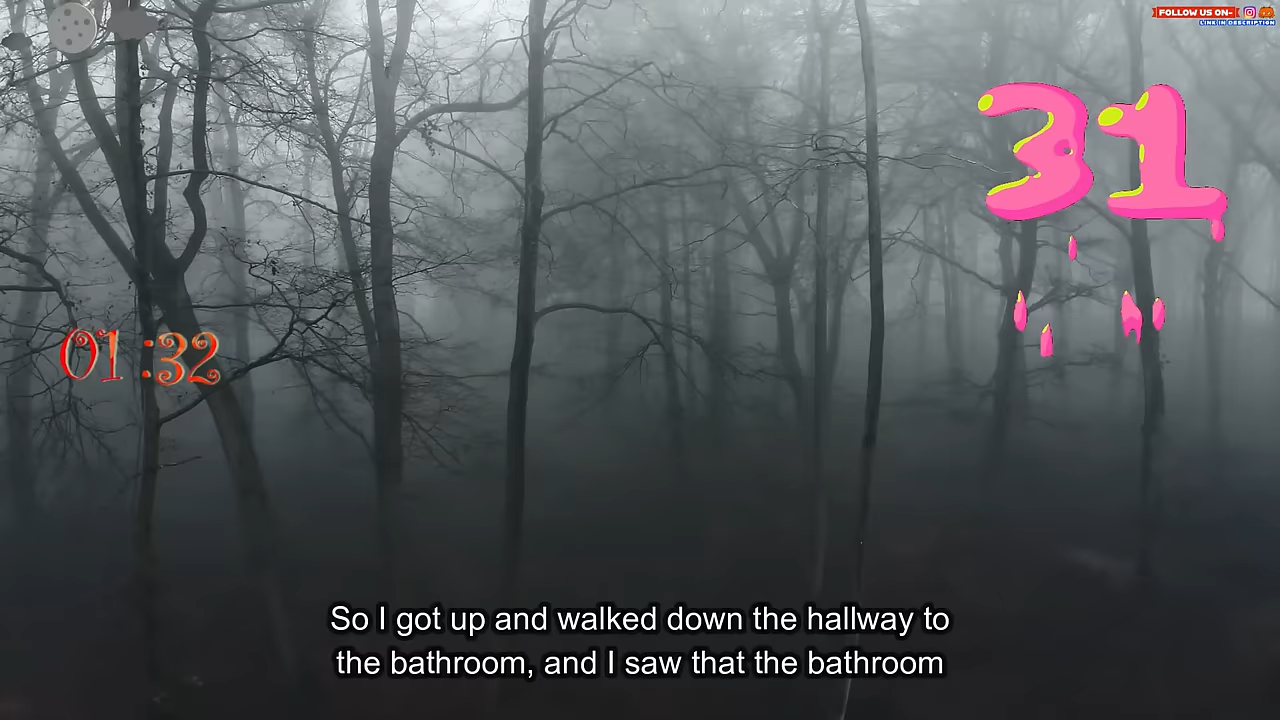 FOLLOW US ON-
LINK IN DESCRIPTION
31
01:32
So I got up and walked down the hallway to
the bathroom, and I saw that the bathroom